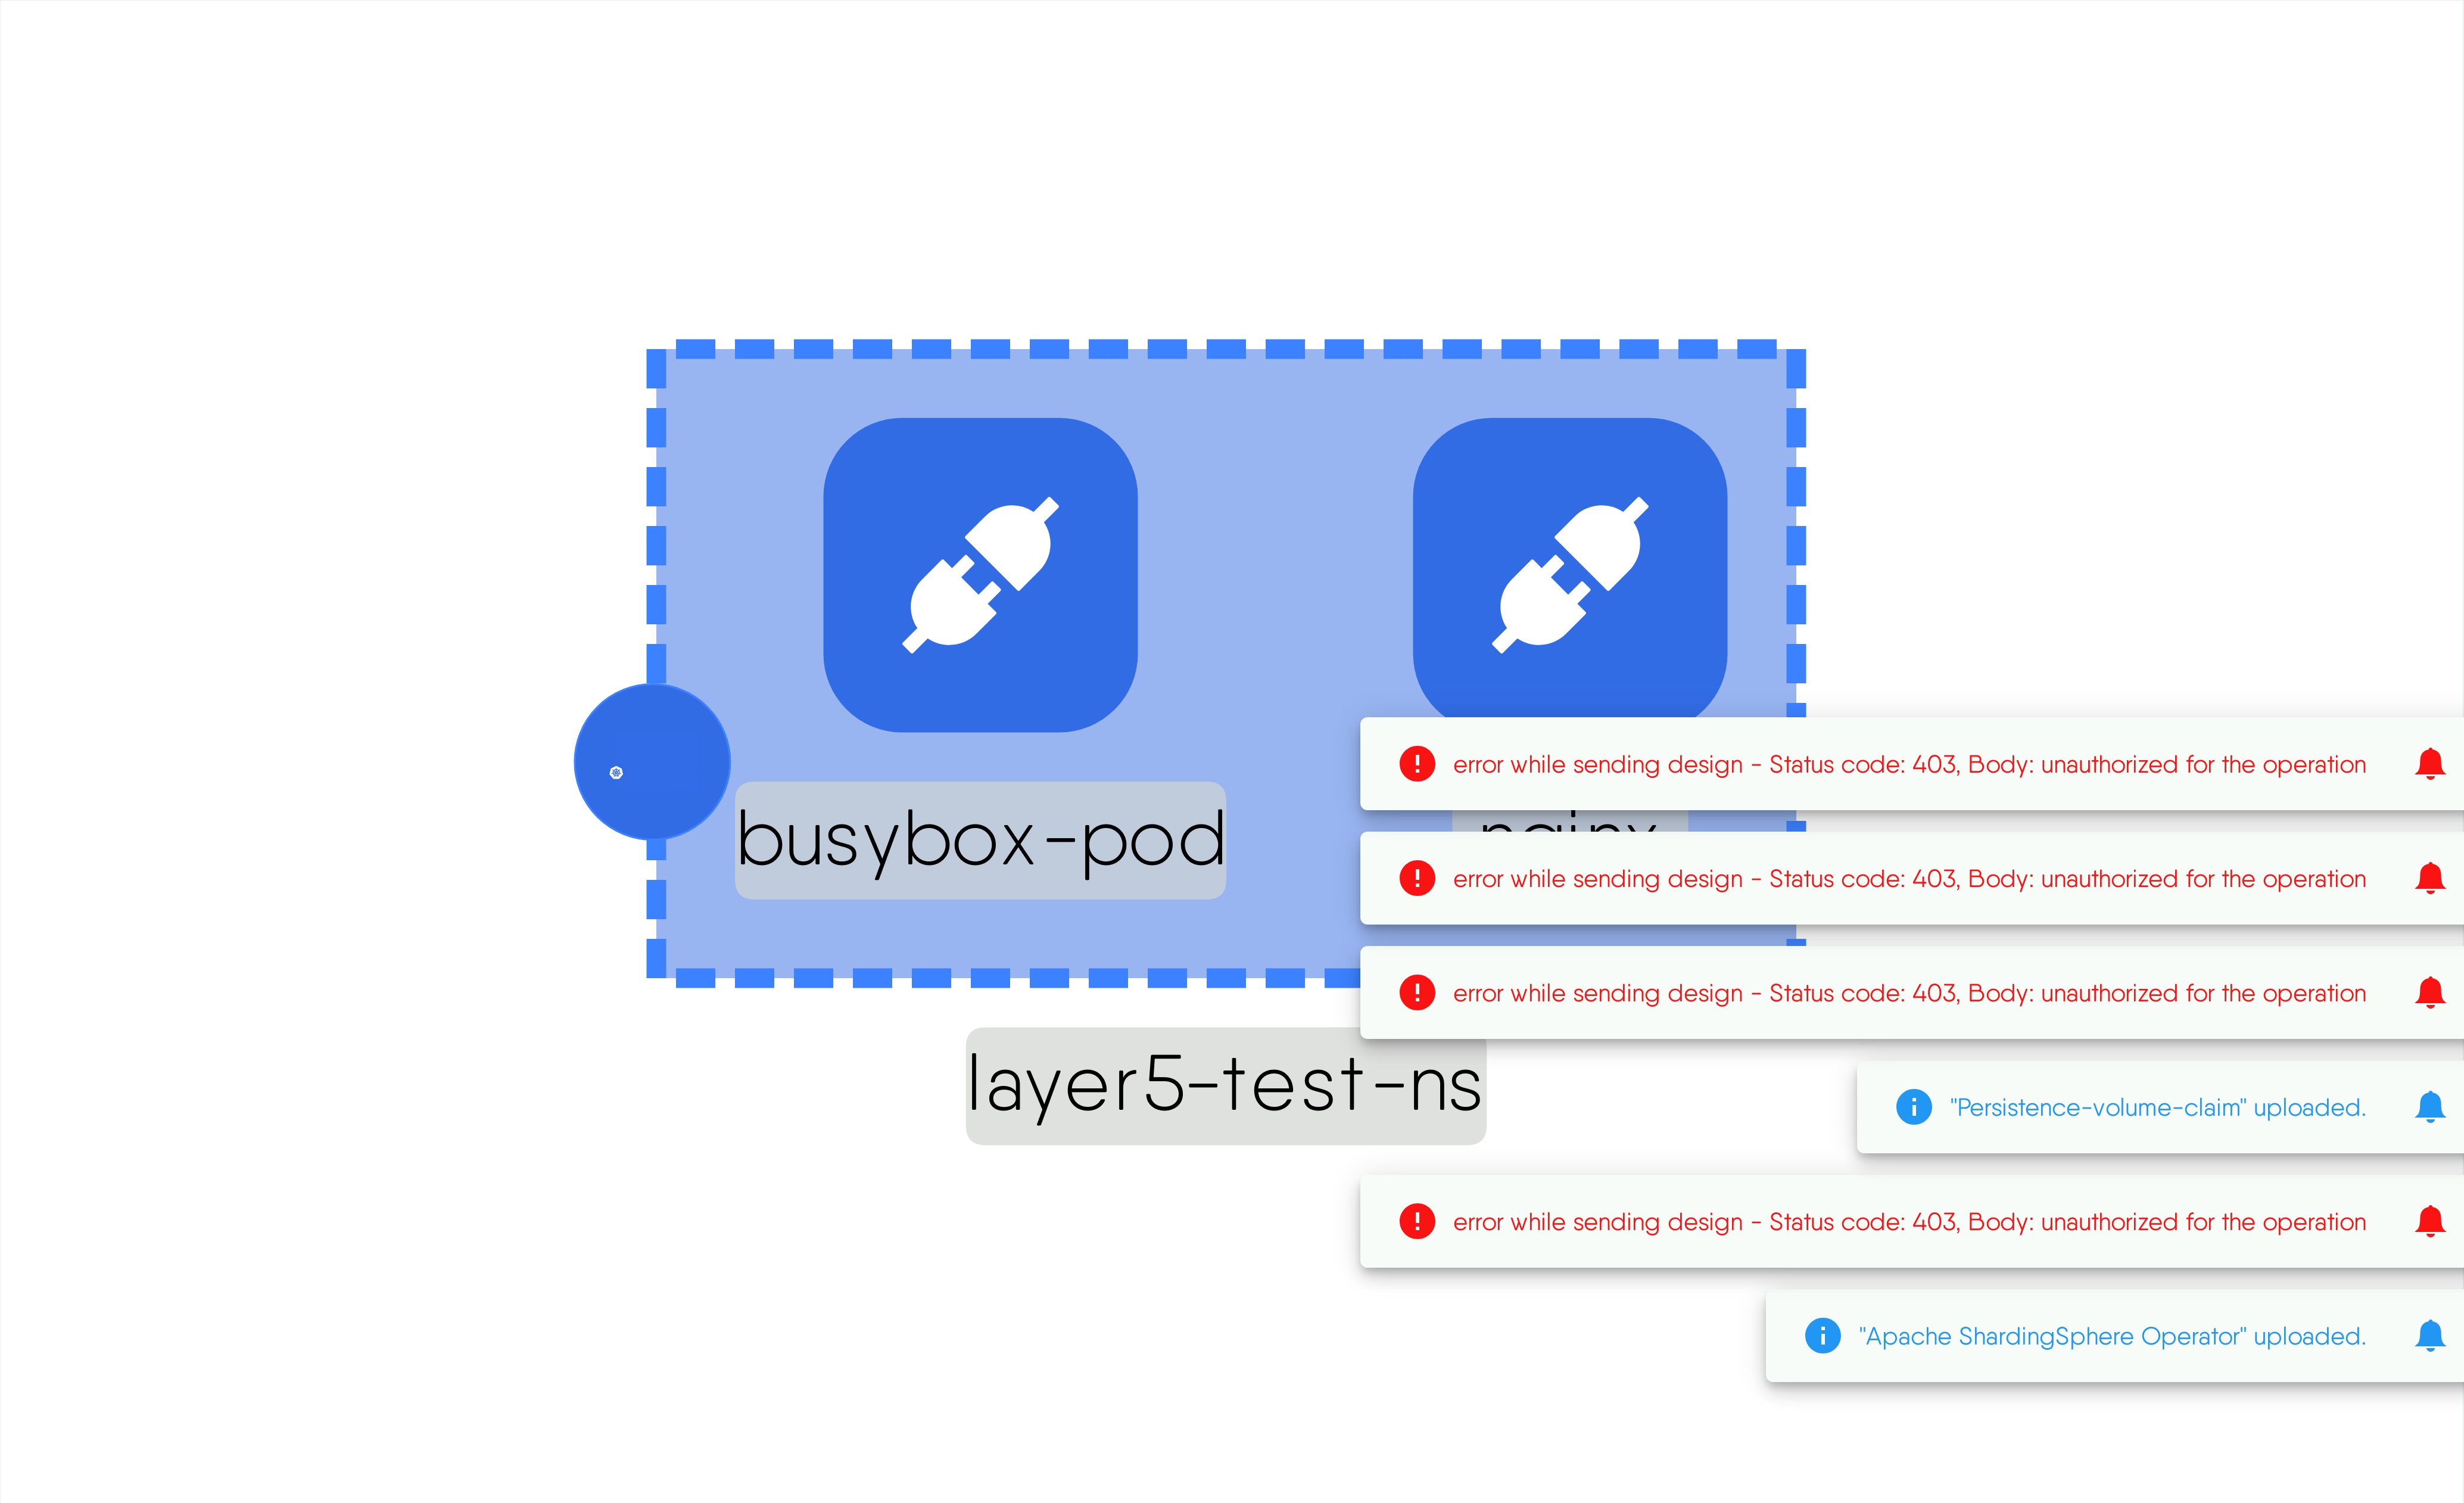 error while sending design - Status code: 403, Body: unauthorized for the operation
busybox-pod
error while sending design - Status code: 403, Body: unauthorized for the operation
error while sending design - Status code: 403, Body: unauthorized for the operation
layer5-test-ns
"Persistence-volume-claim" uploaded.
error while sending design - Status code: 403, Body: unauthorized for the operation
"Apache ShardingSphere Operator" uploaded.